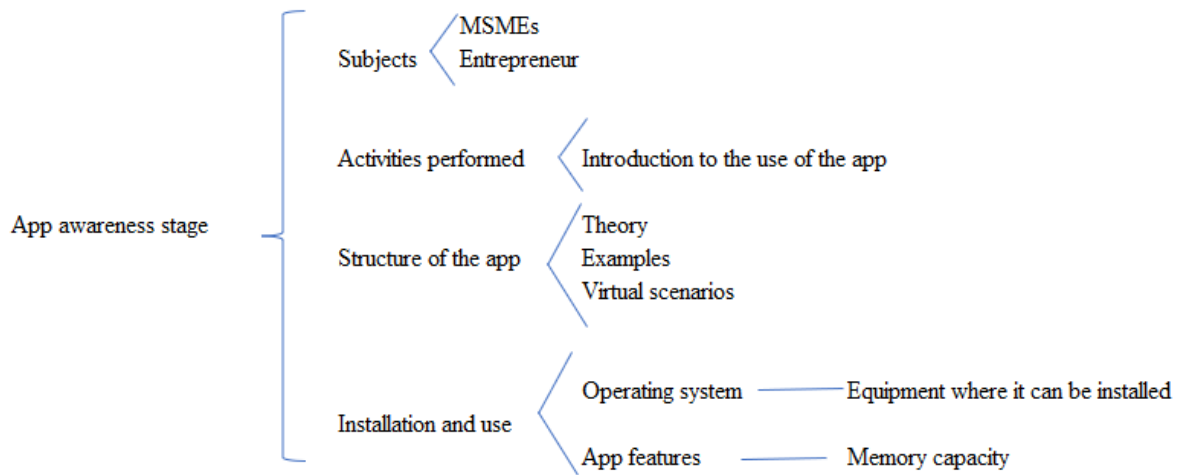 MSMEs
Subjects
Entrepreneur
Activities performed
Introduction to the use of the app
App awareness stage
Theory
Structure of the app
Examples
Virtual scenarios
Operating system
Equipment where it can be installed
Installation and use
App features
Memory capacity